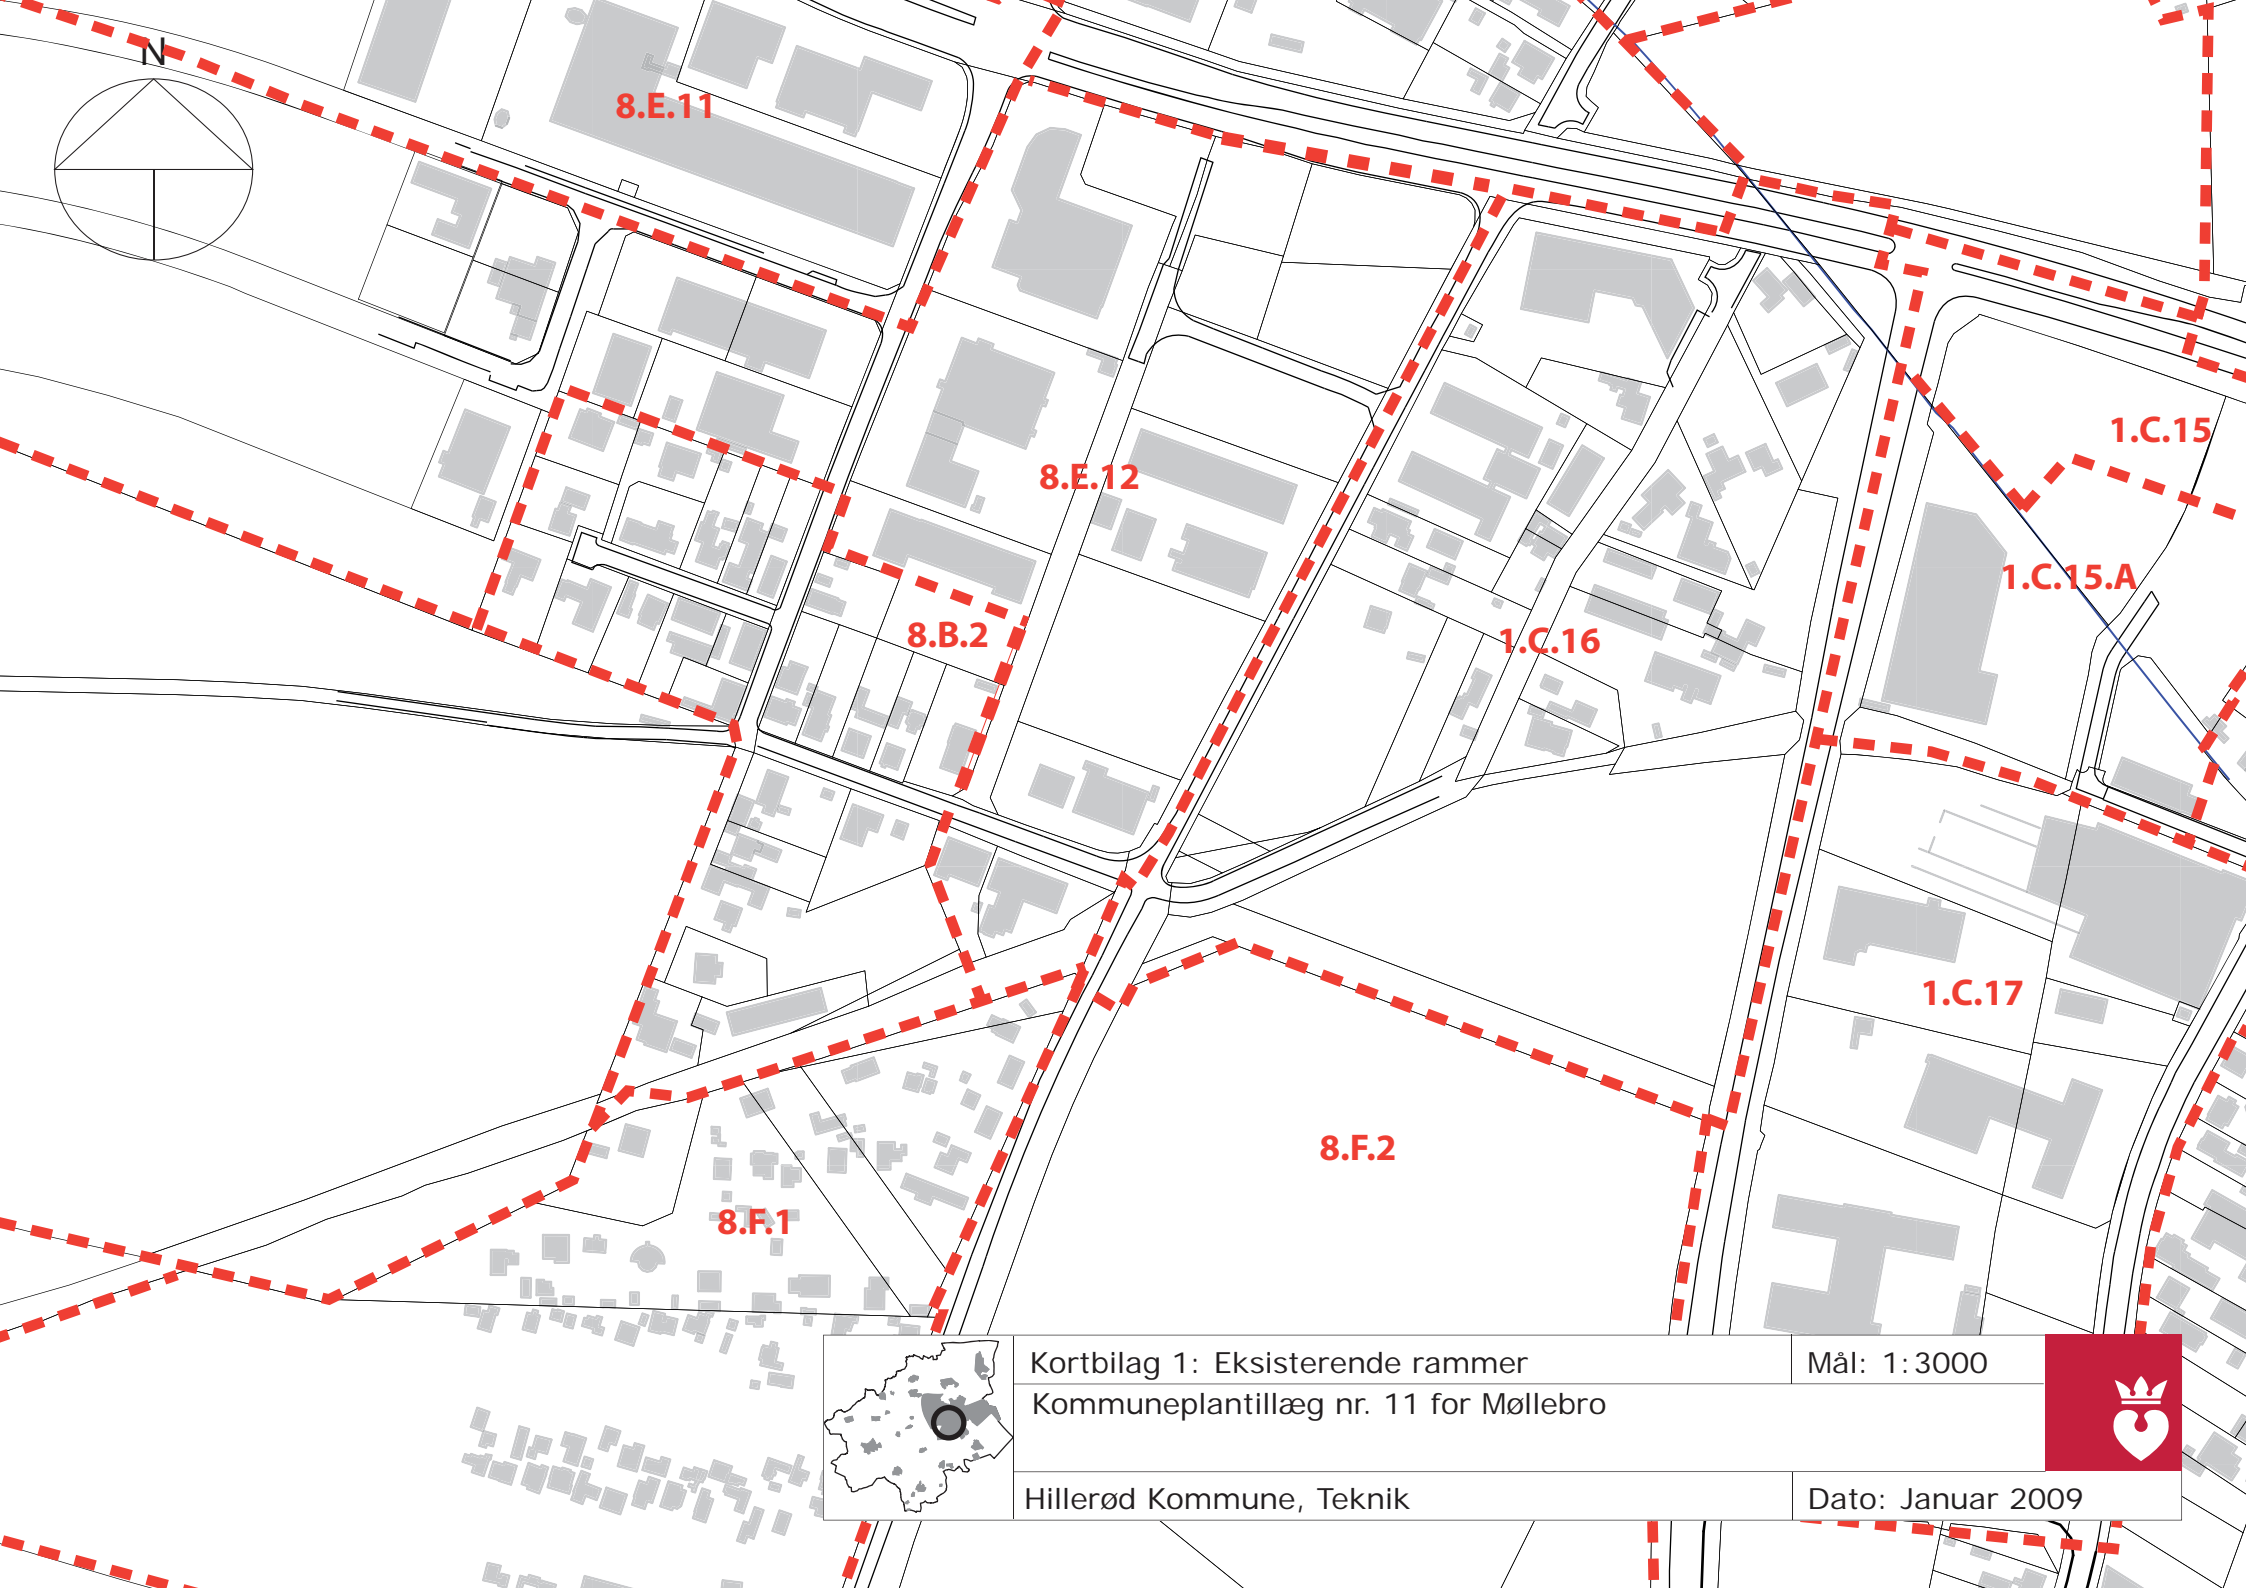 N
8.E.11
1.C.15
8.E.12
1.C.15.A
8.B.2
1.C.16
1.C.17
8.F.2
8.F.1
Kortbilag 1: Eksisterende rammer
Mål: 1:3000
Kommuneplantillæg nr. 11 for Møllebro
Hillerød Kommune, Teknik
Dato: Januar 2009